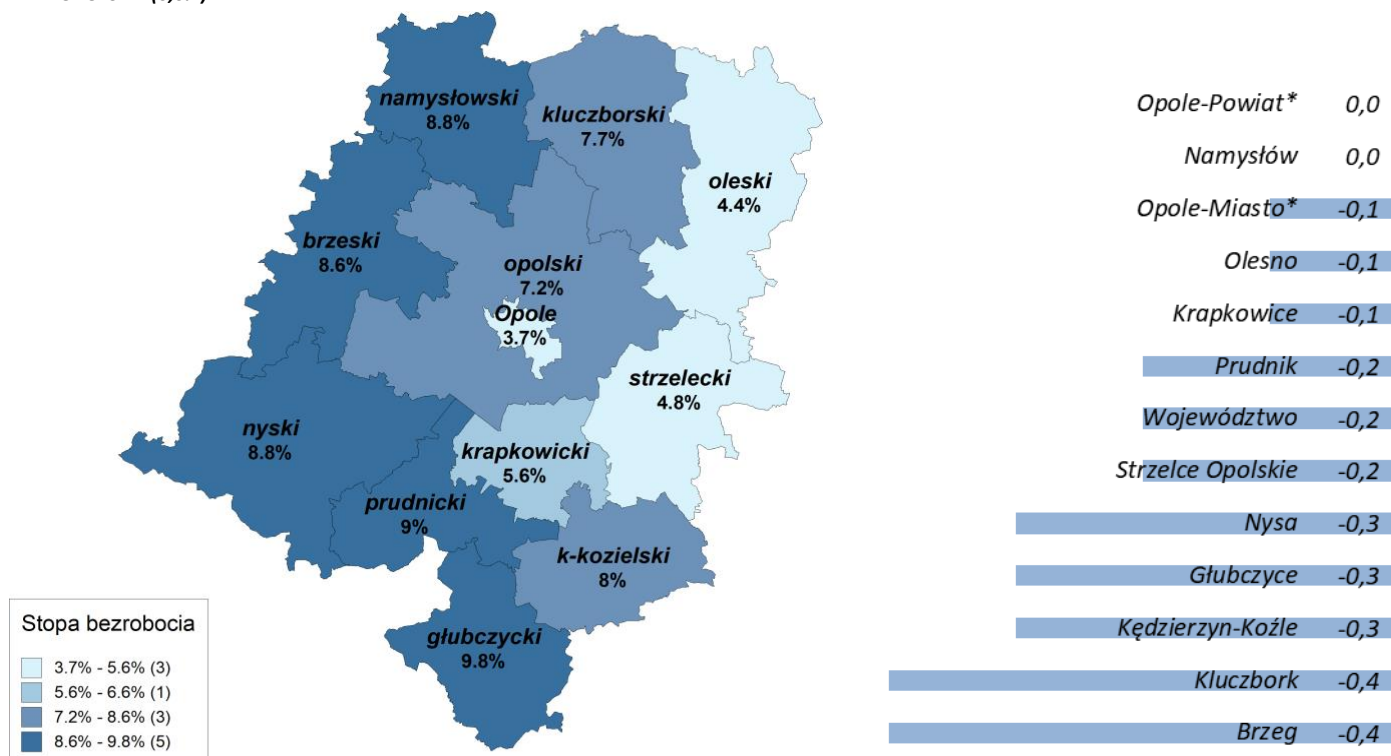 namysłowski
8.8%
kluczborski
7.7%
oleski
4.4%
brzeski
8.6%
opolski
7.2%
Opole
3.7%
strzelecki
4.8%
nyski
8.8%
krapkowicki
5.6%
prudnicki
9%
k-kozielski
8%
głubczycki
9.8%
Stopa bezrobocia
3.7% - 5.6% (3)
5.6% - 6.6% (1)
7.2% - 8.6% (3)
8.6% - 9.8% (5)
Opole-Powiat* 0,0
Namysłów 0,0
Opole-Miasto* -0,1
Olesno -0,1
Krapkowice -0,1
Prudnik -0,2
Województwo -0,2
Strzelce Opolskie -0,2
Nysa -0,3
Głubczyce -0,3
Kędzierzyn-Koźle -0,3
Kluczbork -0,4
Brzeg -0,4